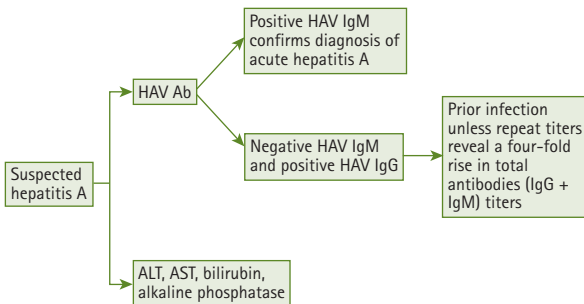 Positive HAV IgM
confirms diagnosis of
acute hepatitis A
HAV Ab
Negative HAV IgM
and positive HAV IgG
Prior infection
unless repeat titers
reveal a four-fold
rise in total
antibodies (IgG +
IgM) titers
Suspected
hepatitis A
ALT, AST, bilirubin,
alkaline phosphatase